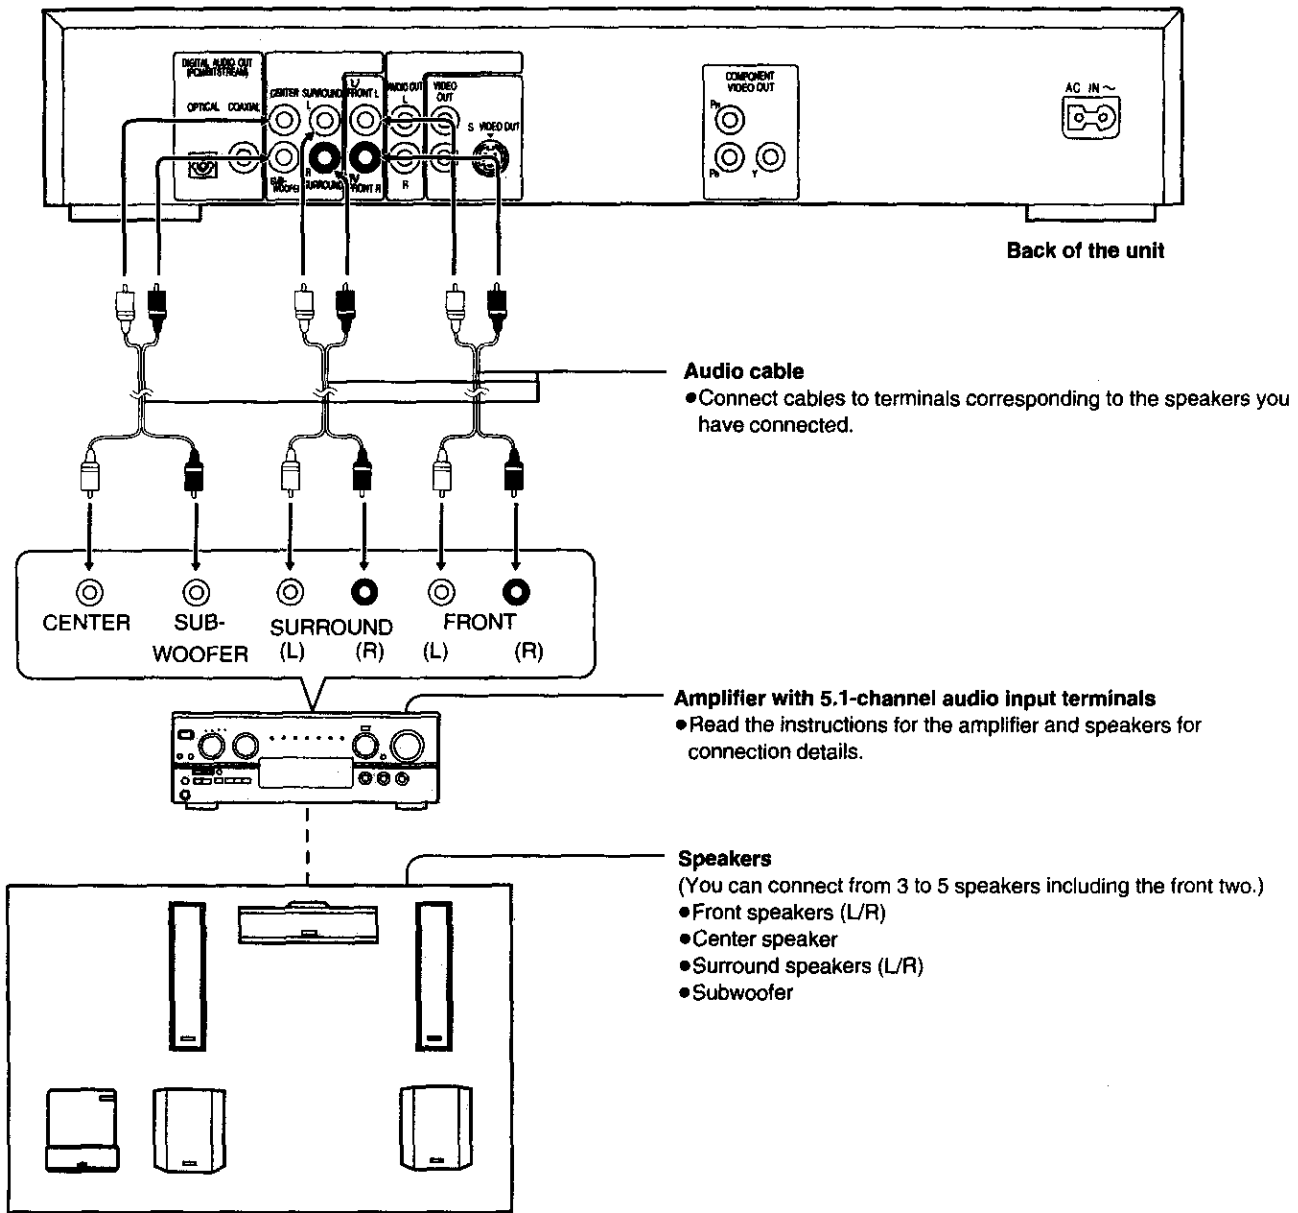 DIGITAL AUDIO OUT
(PCM/BITSTREAM)
OPTICAL COAXIAL
CENTER SURROUND
L
FRONT L
AUDIO OUT
L
VIDEO
OUT
S VIDEO OUT
SUB-
WOOFER
R
SURROUND
FRONT R
R
COMPONENT
VIDEO OUT
PR
PB
Y
AC IN ~
Back of the unit
Audio cable
●Connect cables to terminals corresponding to the speakers you
have connected.
CENTER
SUB-
WOOFER
SURROUND
(L) (R)
FRONT
(L) (R)
Amplifier with 5.1-channel audio input terminals
●Read the instructions for the amplifier and speakers for
connection details.
Speakers
(You can connect from 3 to 5 speakers including the front two.)
●Front speakers (L/R)
●Center speaker
●Surround speakers (L/R)
●Subwoofer